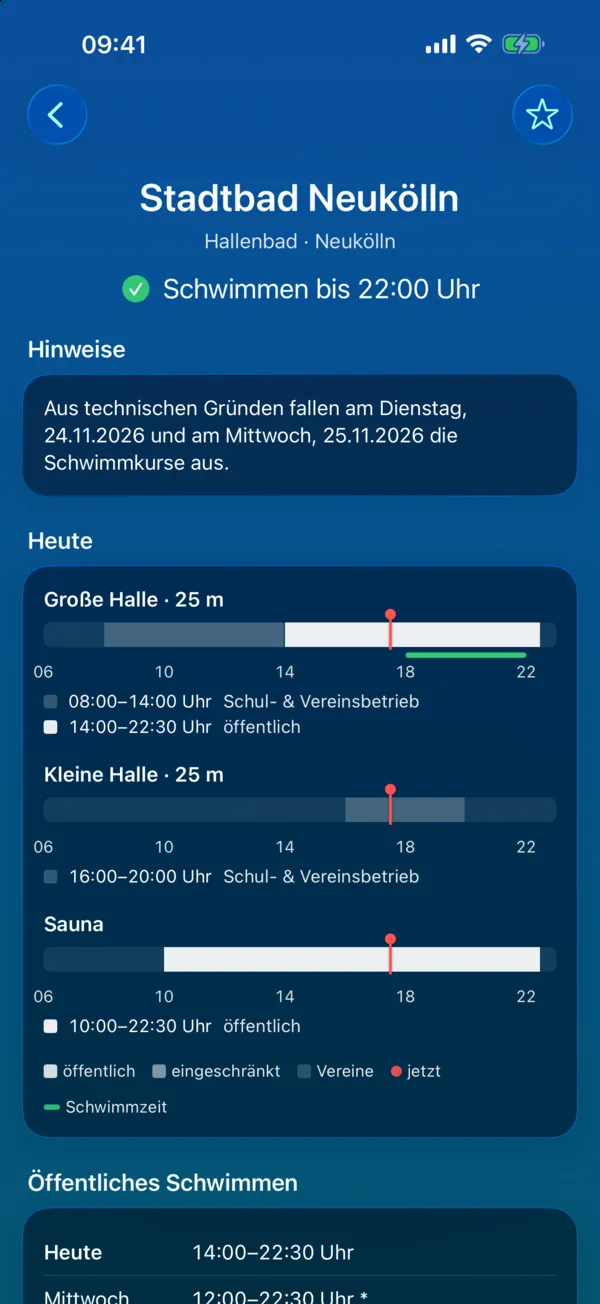 09:41
Stadtbad Neukölln
Hallenbad · Neukölln
Schwimmen bis 22:00 Uhr
Hinweise
Aus technischen Gründen fallen am Dienstag,
24.11.2026 und am Mittwoch, 25.11.2026 die
Schwimmkurse aus.
Heute
Große Halle · 25 m
06 10 14 18 22
08:00–14:00 Uhr Schul- & Vereinsbetrieb
14:00–22:30 Uhr öffentlich
Kleine Halle · 25 m
06 10 14 18 22
16:00–20:00 Uhr Schul- & Vereinsbetrieb
Sauna
06 10 14 18 22
10:00–22:30 Uhr öffentlich
öffentlich eingeschränkt Vereine jetzt
Schwimmzeit
Öffentliches Schwimmen
Heute 14:00–22:30 Uhr
Mittwoch 12:00–22:30 Uhr *